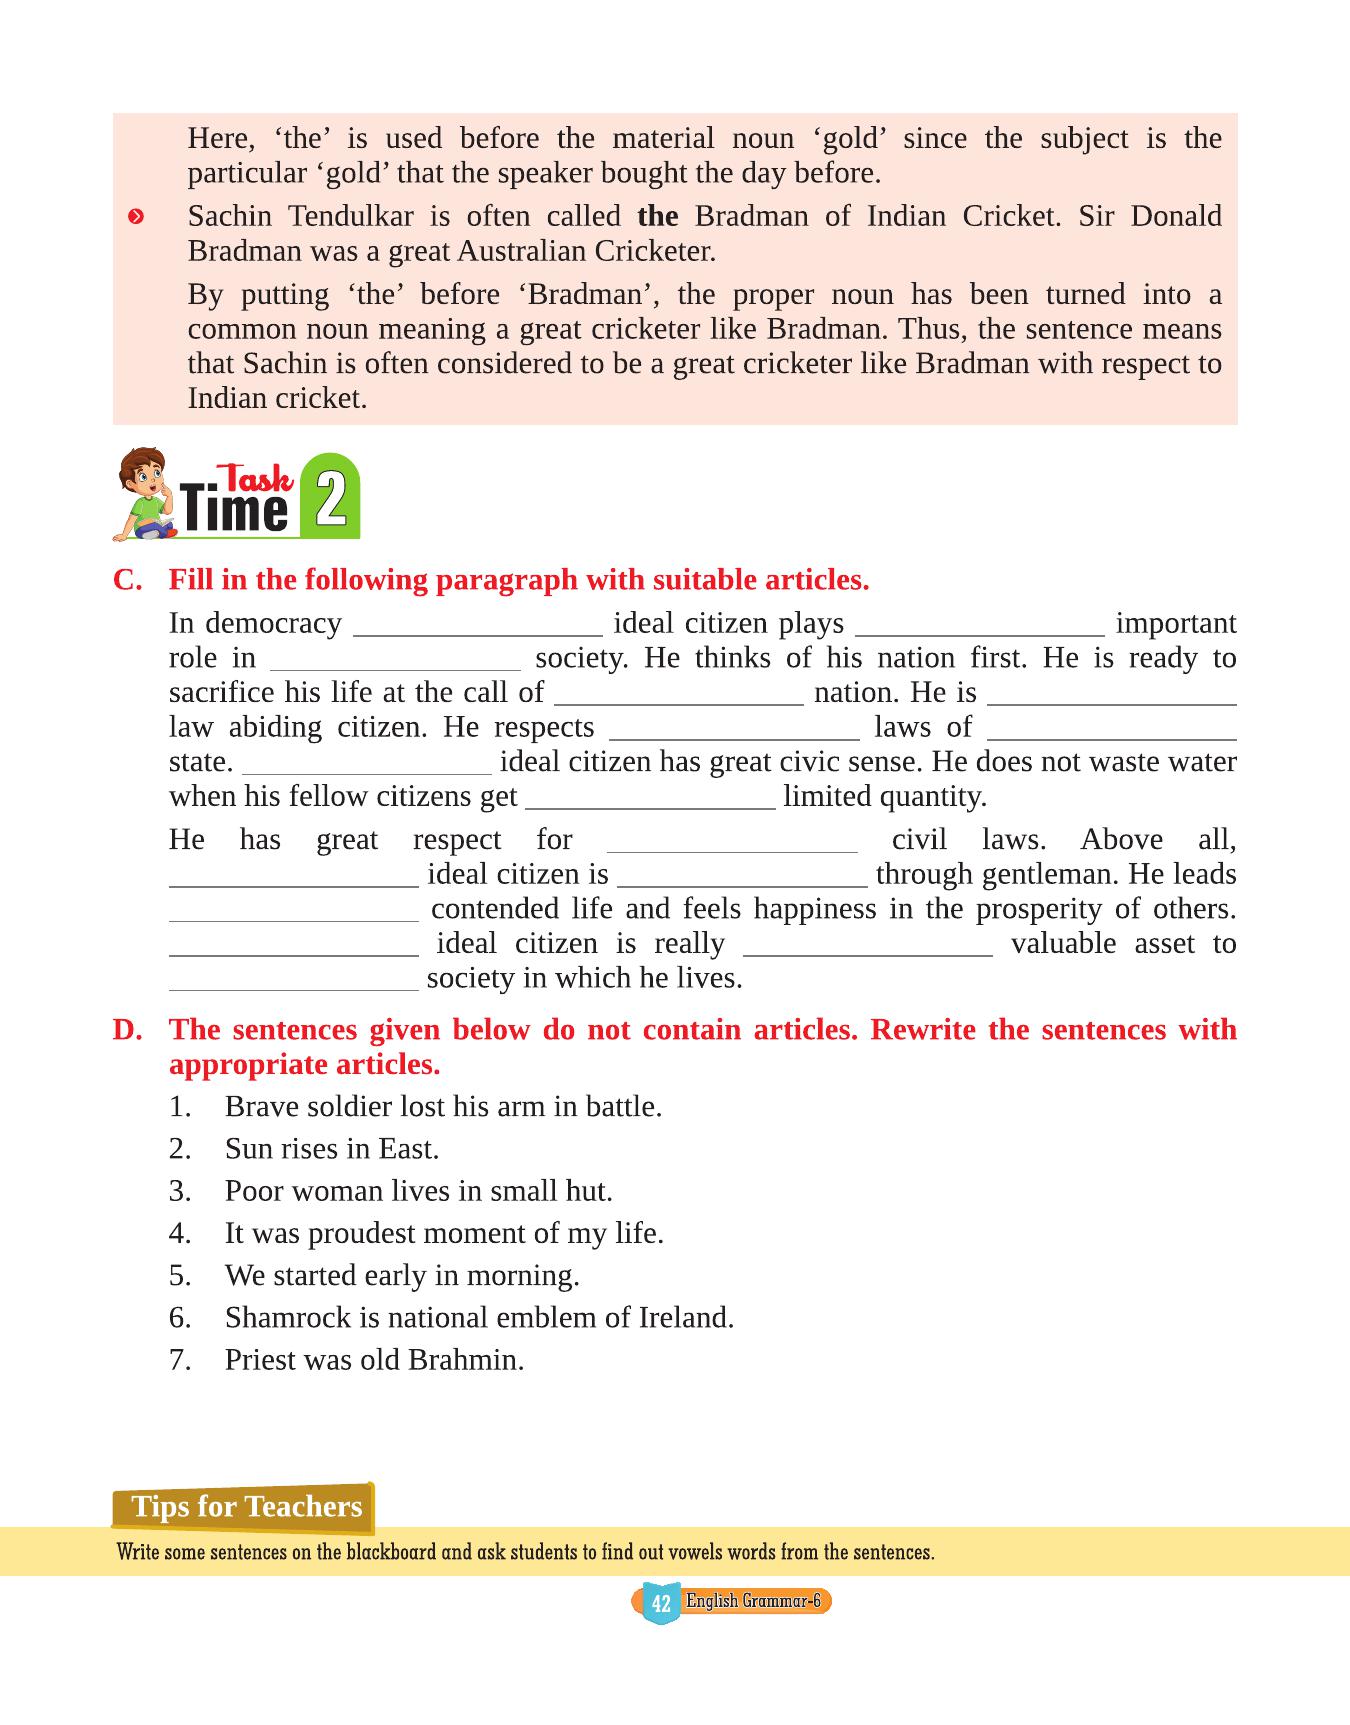 Here, ‘the’ is used before the material noun ‘gold’ since the subject is the
particular ‘gold’ that the speaker bought the day before.
Sachin Tendulkar is often called the Bradman of Indian Cricket. Sir Donald
Bradman was a great Australian Cricketer.
By putting ‘the’ before ‘Bradman’, the proper noun has been turned into a
common noun meaning a great cricketer like Bradman. Thus, the sentence means
that Sachin is often considered to be a great cricketer like Bradman with respect to
Indian cricket.
Task
Time 2
C. Fill in the following paragraph with suitable articles.
In democracy ________________ ideal citizen plays ________________ important
role in ________________ society. He thinks of his nation first. He is ready to
sacrifice his life at the call of ________________ nation. He is ________________
law abiding citizen. He respects ________________ laws of ________________
state. ________________ ideal citizen has great civic sense. He does not waste water
when his fellow citizens get ________________ limited quantity.
He has great respect for ________________ civil laws. Above all,
________________ ideal citizen is ________________ through gentleman. He leads
________________ contended life and feels happiness in the prosperity of others.
________________ ideal citizen is really ________________ valuable asset to
________________ society in which he lives.
D. The sentences given below do not contain articles. Rewrite the sentences with
appropriate articles.
1. Brave soldier lost his arm in battle.
2. Sun rises in East.
3. Poor woman lives in small hut.
4. It was proudest moment of my life.
5. We started early in morning.
6. Shamrock is national emblem of Ireland.
7. Priest was old Brahmin.
Tips for Teachers
Write some sentences on the blackboard and ask students to find out vowels words from the sentences.
42 English Grammar-6